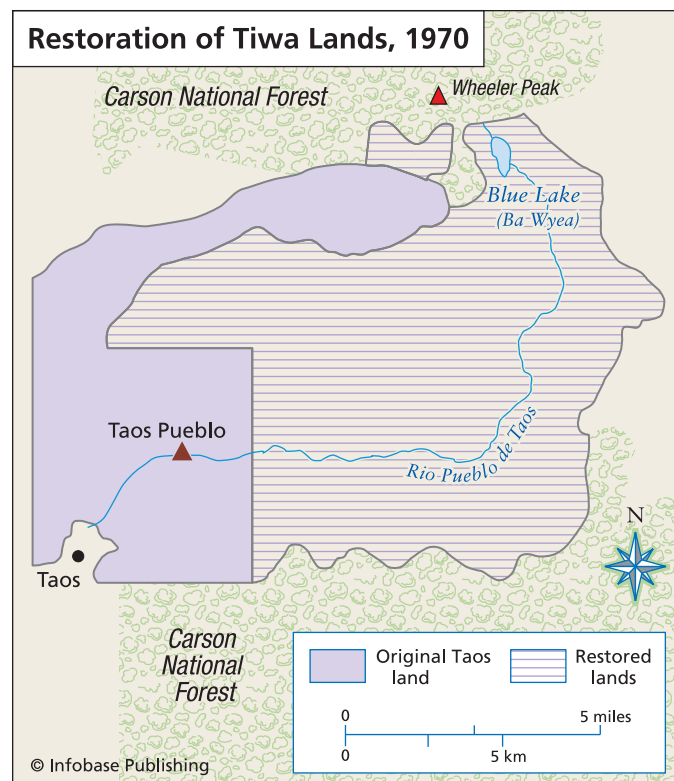 Restoration of Tiwa Lands, 1970
Carson National Forest
Wheeler Peak
Blue Lake
(Ba Wyea)
Taos Pueblo
Rio Pueblo de Taos
N
Taos
Carson
National
Forest
Original Taos
land
Restored
lands
0
5 miles
0
5 km
© Infobase Publishing